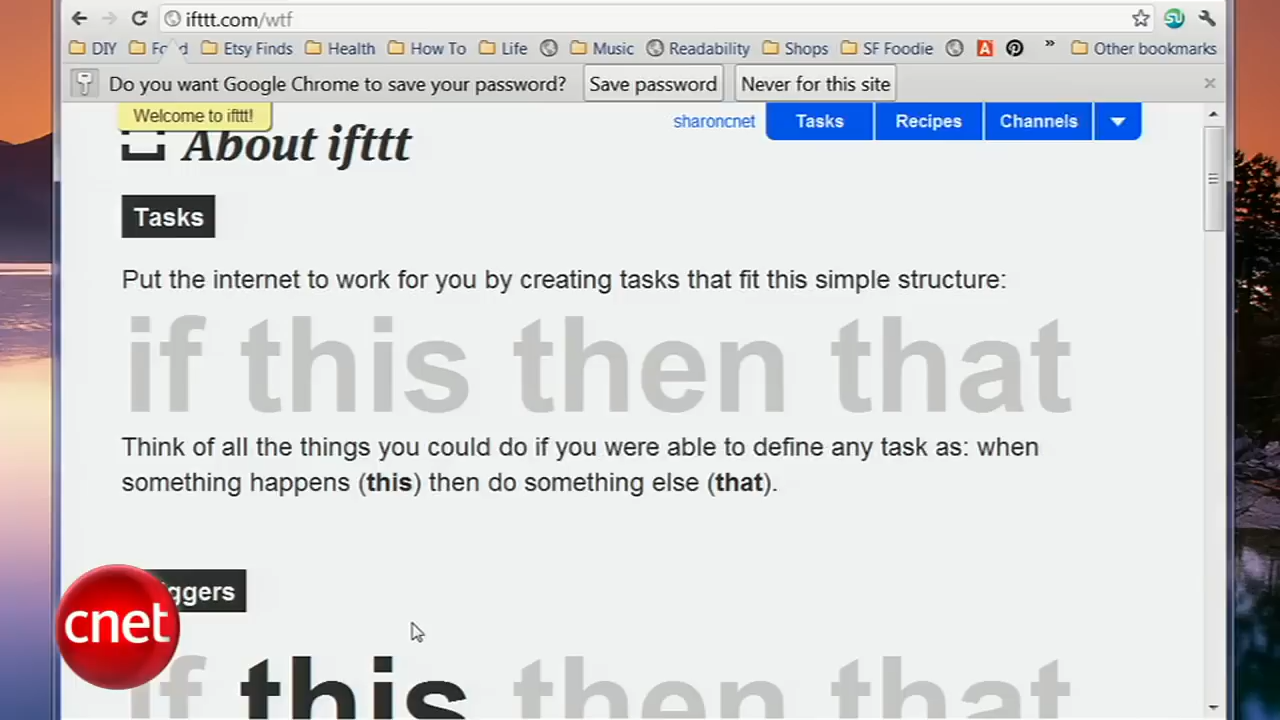 ifttt.com/wtf
DIY Food Etsy Finds Health How To Life Music Readability Shops SF Foodie A » Other bookmarks
Do you want Google Chrome to save your password? Save password Never for this site
Welcome to ifttt!
sharoncnet Tasks Recipes Channels
About ifttt
Tasks
Put the internet to work for you by creating tasks that fit this simple structure:
if this then that
Think of all the things you could do if you were able to define any task as: when
something happens (this) then do something else (that).
iggers
cnet
if this then that